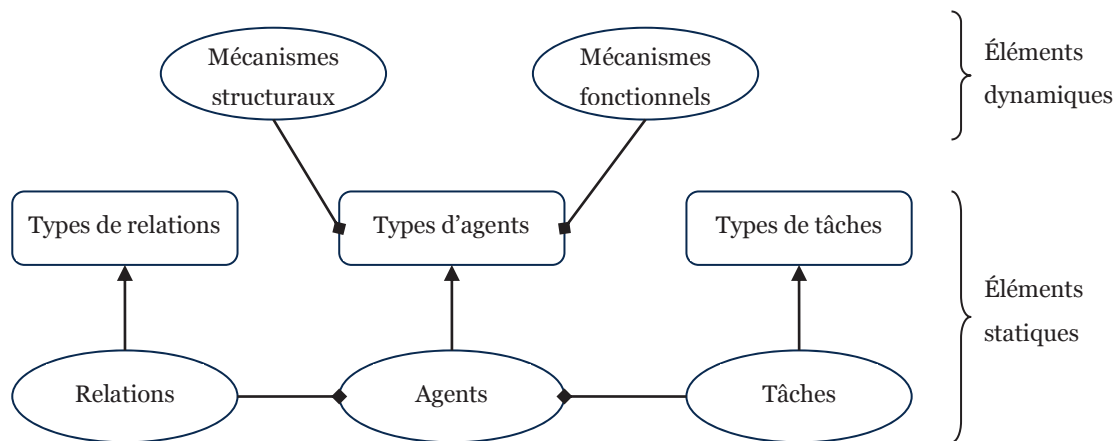 Mécanismes
structuraux
Mécanismes
fonctionnels
Éléments
dynamiques
Types de relations
Types d’agents
Types de tâches
Éléments
statiques
Relations
Agents
Tâches